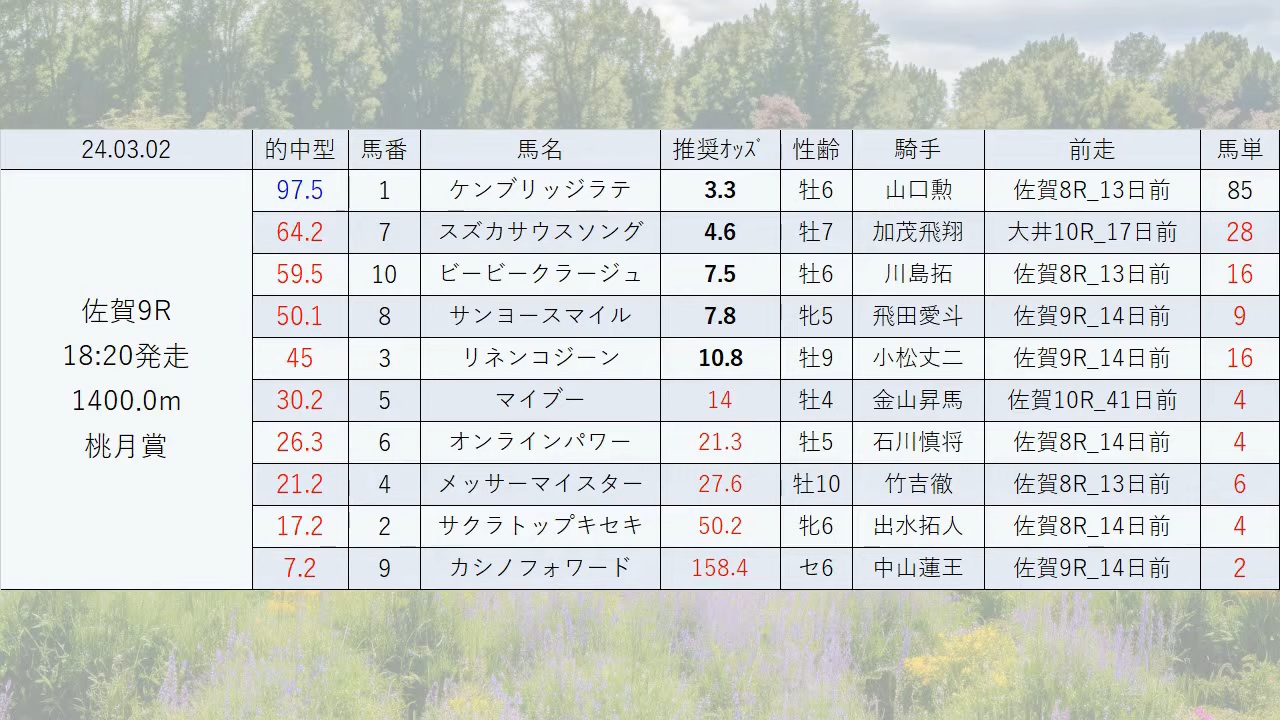 24.03.02 的中型 馬番 馬名 推奨ｵｯｽﾞ 性齢 騎手 前走 馬単
97.5 1 ケンブリッジラテ 3.3 牡6 山口勲 佐賀8R_13日前 85
64.2 7 スズカサウスソング 4.6 牡7 加茂飛翔 大井10R_17日前 28
59.5 10 ビービークラージュ 7.5 牡6 川島拓 佐賀8R_13日前 16
50.1 8 サンヨースマイル 7.8 牝5 飛田愛斗 佐賀9R_14日前 9
45 3 リネンコジーン 10.8 牡9 小松丈二 佐賀9R_14日前 16
30.2 5 マイブー 14 牡4 金山昇馬 佐賀10R_41日前 4
26.3 6 オンラインパワー 21.3 牡5 石川慎将 佐賀8R_14日前 4
21.2 4 メッサーマイスター 27.6 牡10 竹吉徹 佐賀8R_13日前 6
17.2 2 サクラトップキセキ 50.2 牝6 出水拓人 佐賀8R_14日前 4
7.2 9 カシノフォワード 158.4 セ6 中山蓮王 佐賀9R_14日前 2
佐賀9R
18:20発走
1400.0m
桃月賞